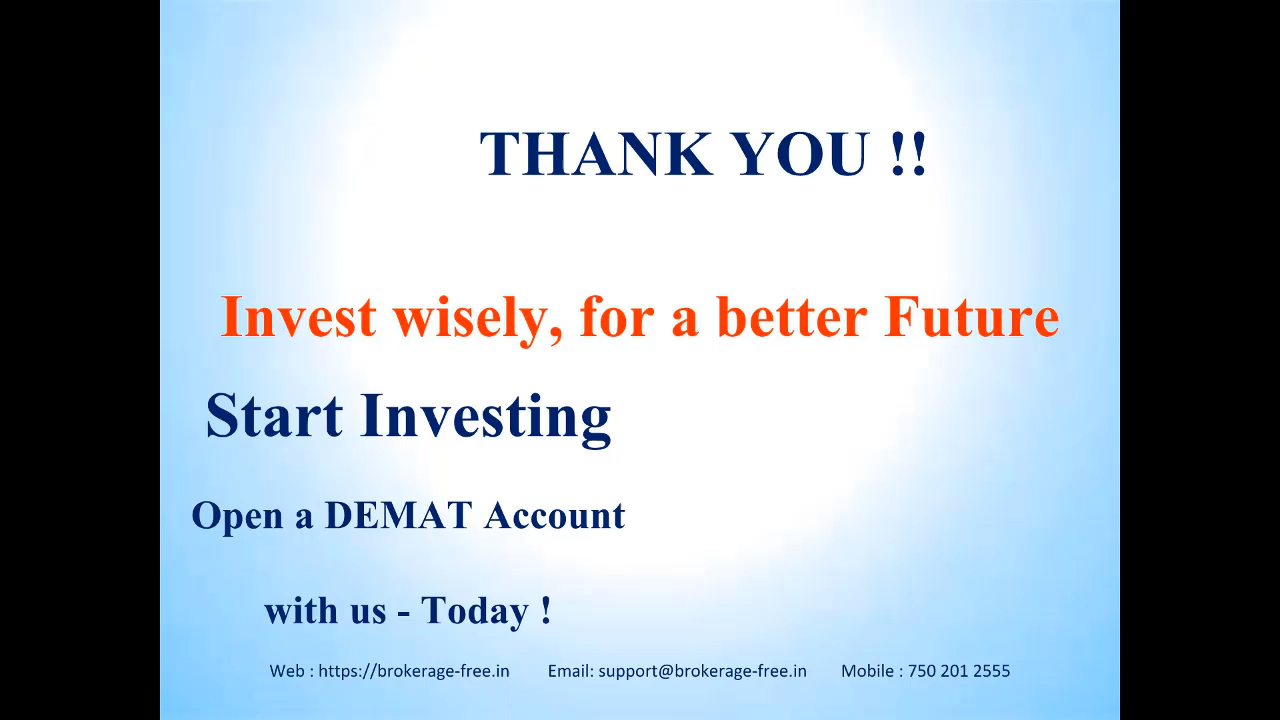 THANK YOU !!
Invest wisely, for a better Future
Start Investing
Open a DEMAT Account
with us - Today !
Web : https://brokerage-free.in Email: support@brokerage-free.in Mobile : 750 201 2555